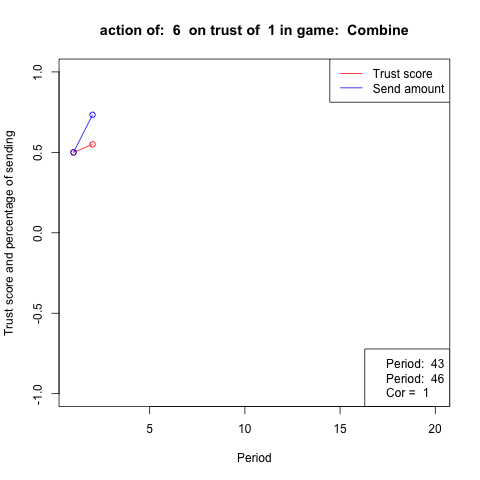 action of:  6  on trust of  1 in game:  Combine
Trust score
Send amount
Trust score and percentage of sending
1.0
0.5
0.0
-0.5
-1.0
Period:  43
Period:  46
Cor =  1
5 10 15 20
Period